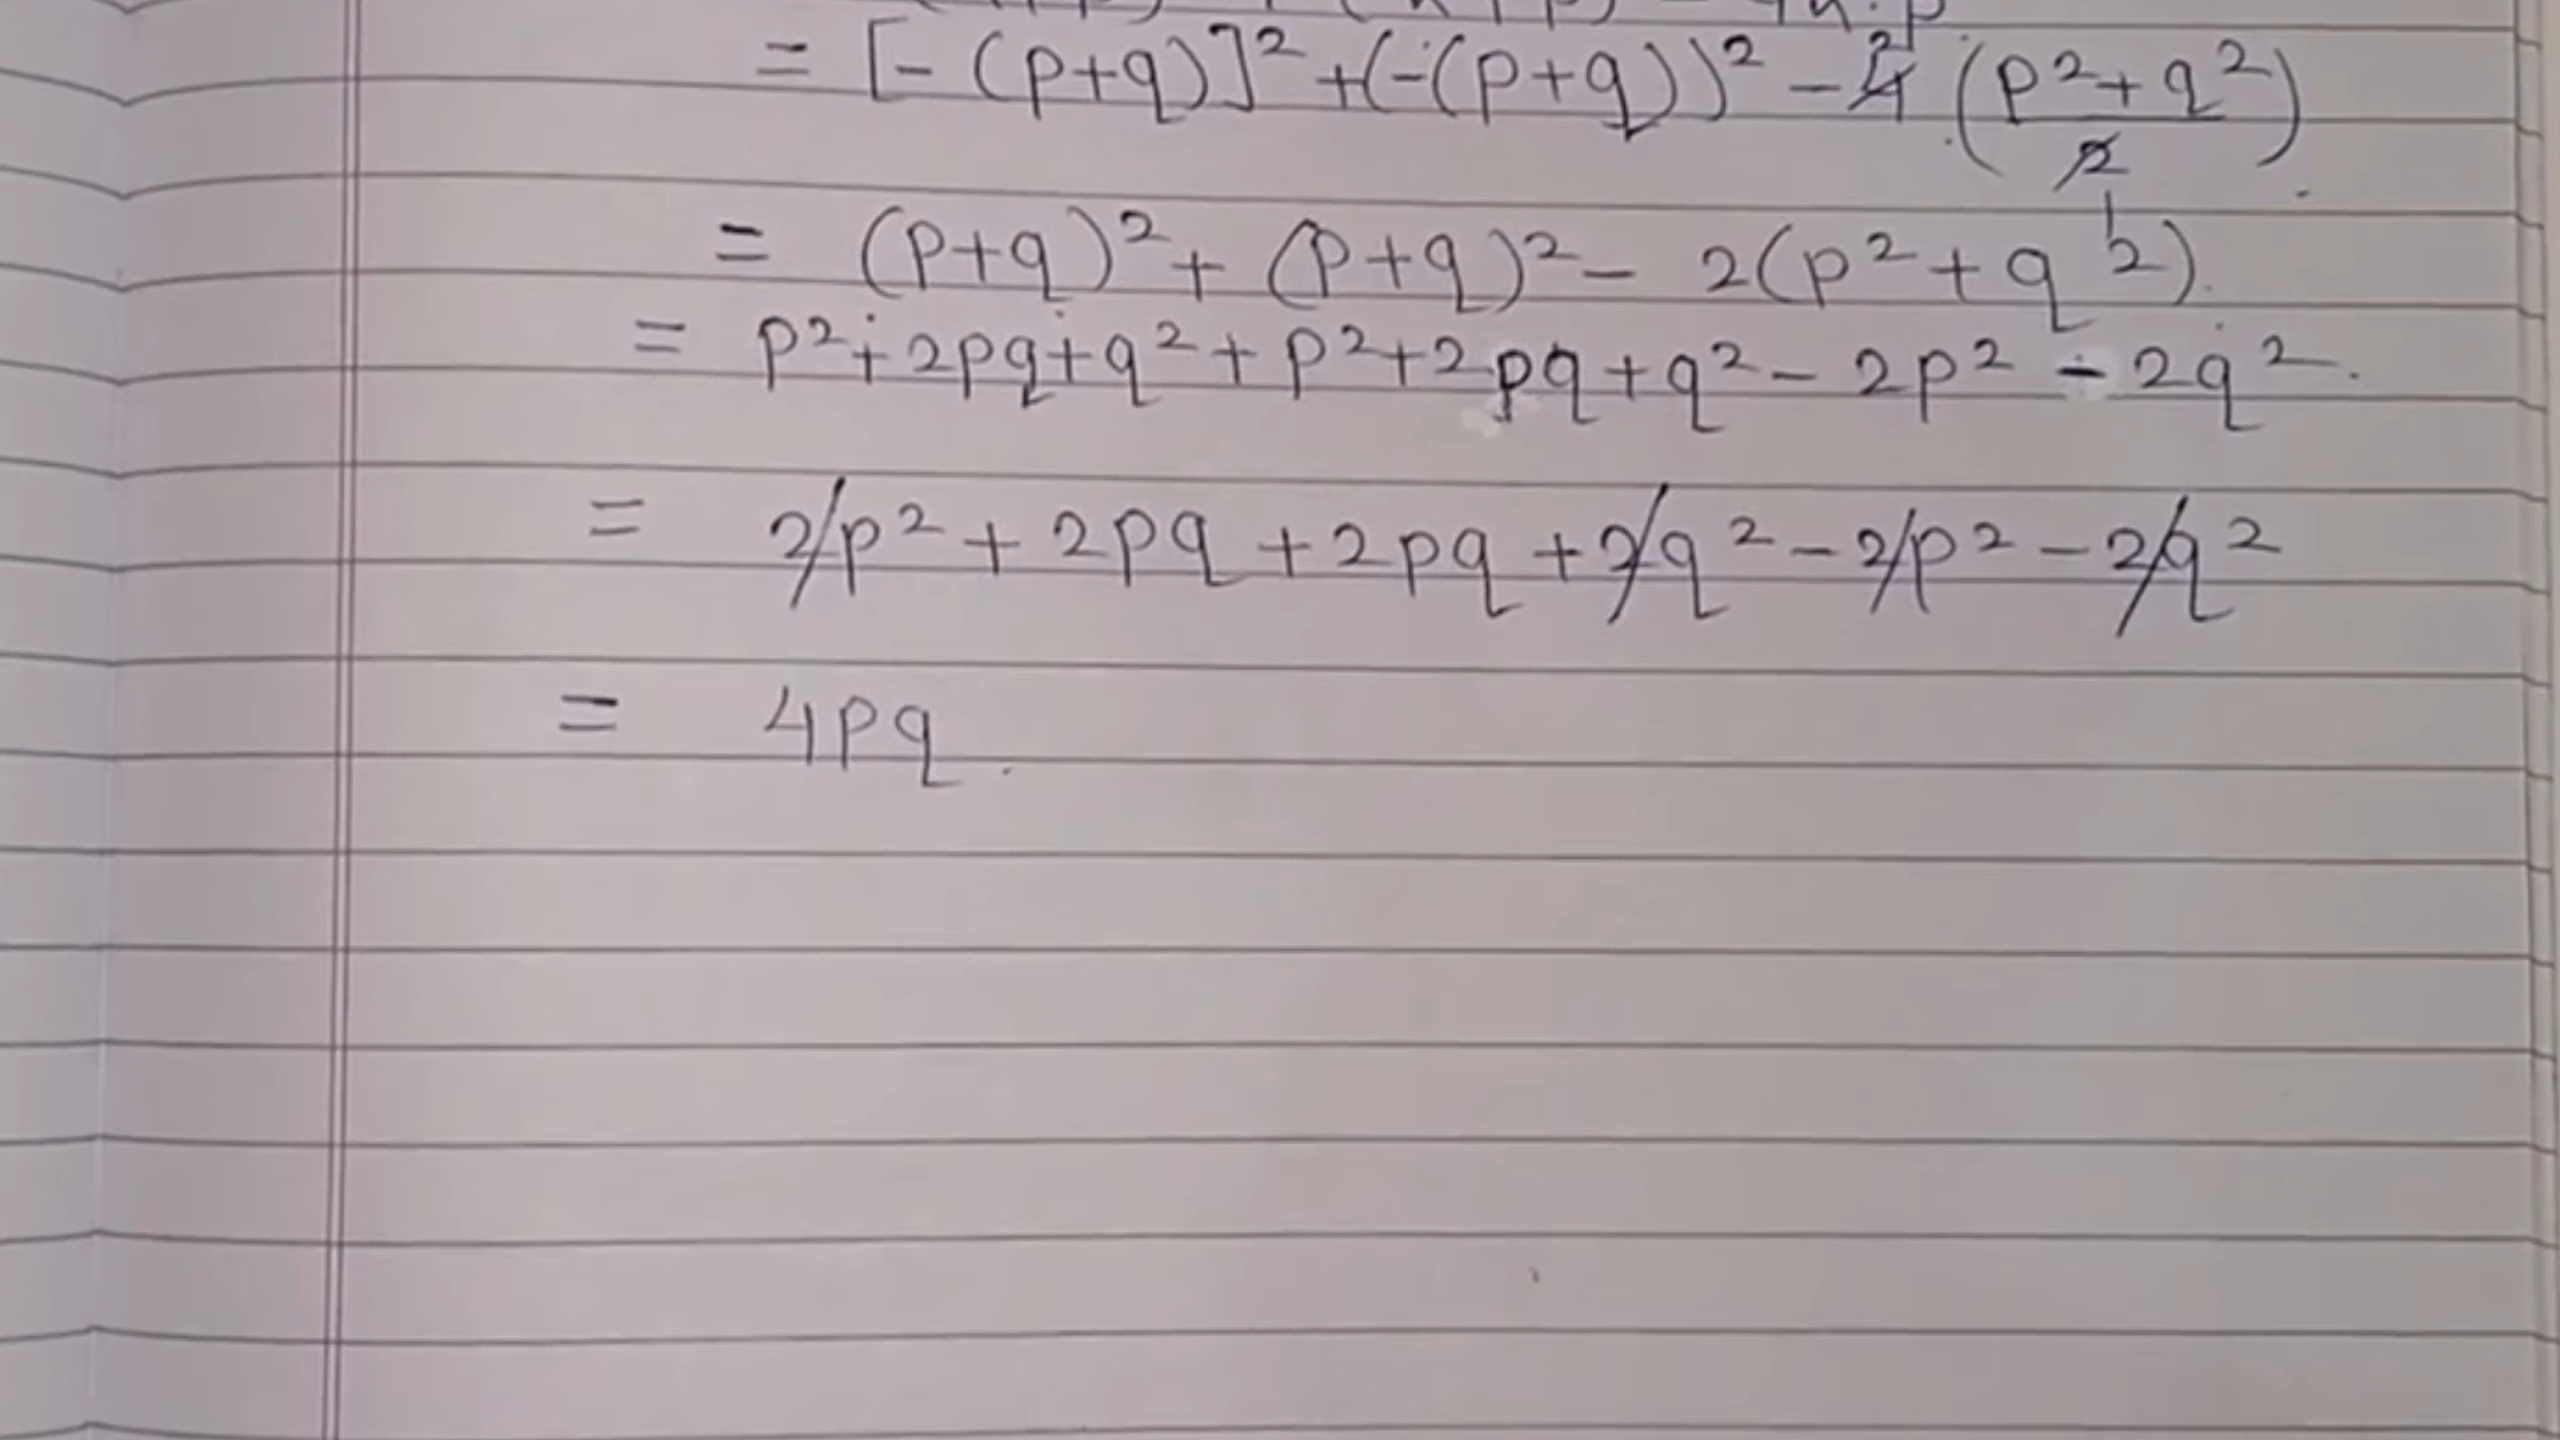 = [-(p+q)]² + (-(p+q))² - 4 (p²+q²/2)
= (p+q)² + (p+q)² - 2(p²+q²).
= p²+2pq+q²+p²+2pq+q²-2p²-2q².
= 2p²+2pq+2pq+2q²-2p²-2q²
= 4pq.